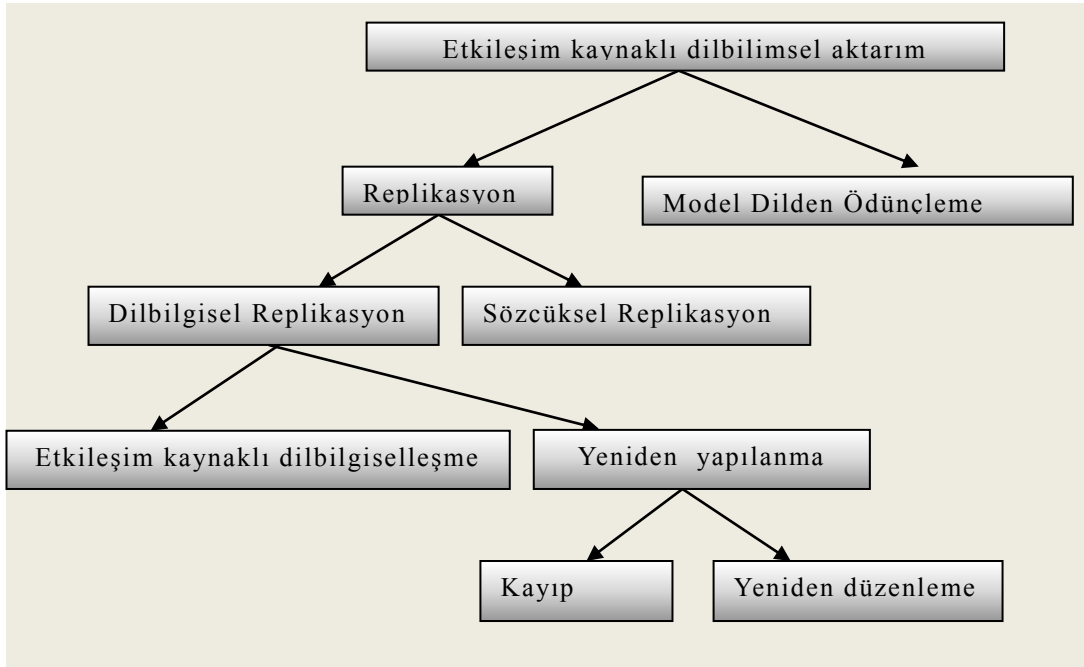 Etkileşim kaynaklı dilbilimsel aktarım
Replikasyon
Model Dilden Ödünçleme
Dilbilgisel Replikasyon
Sözcüksel Replikasyon
Etkileşim kaynaklı dilbilgiselleşme
Yeniden yapılanma
Kayıp
Yeniden düzenleme